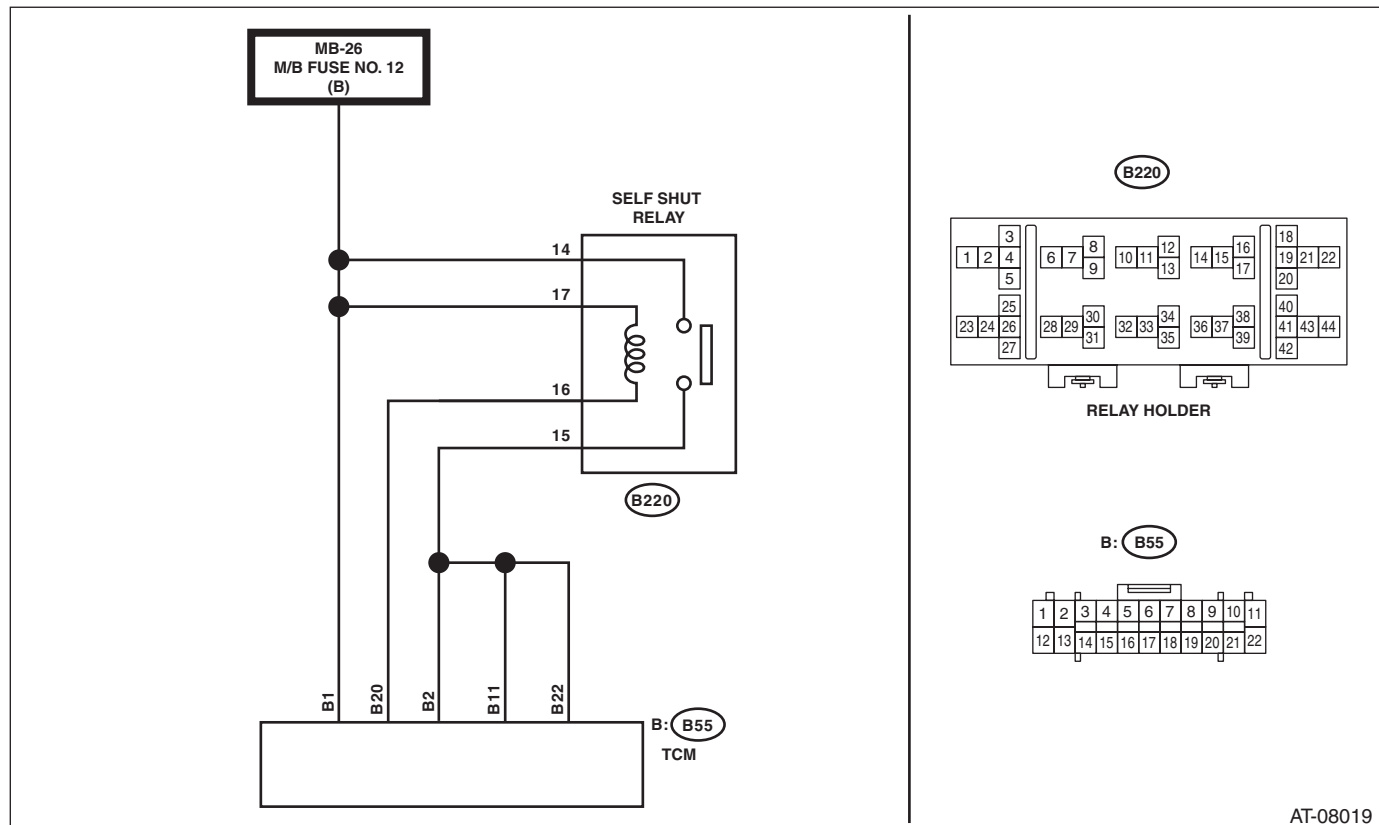 MB-26
M/B FUSE NO. 12
(B)
SELF SHUT
RELAY
14
17
16
15
B220
B1
B20
B2
B11
B22
B: B55
TCM
B220
3 8 12 16 18
1 2 4 6 7 10 11 14 15 19 21 22
5 9 13 17 20
25 30 34 38 40
23 24 26 28 29 32 33 36 37 41 43 44
27 31 35 39 42
RELAY HOLDER
B: B55
1 2 3 4 5 6 7 8 9 10 11
12 13 14 15 16 17 18 19 20 21 22
AT-08019